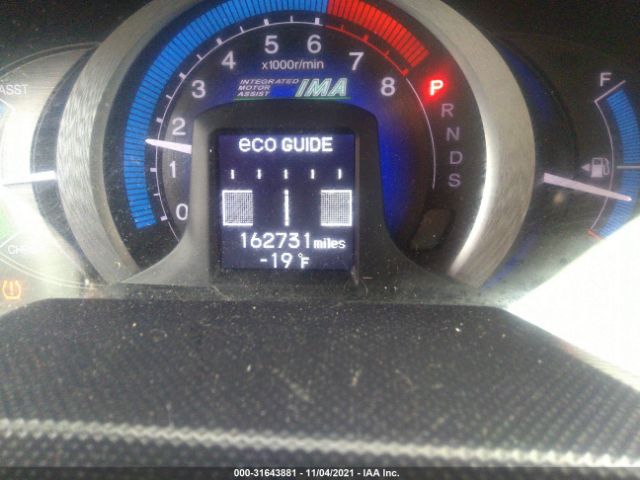 5 6
4 7
x1000r/min
3 8
INTEGRATED
MOTOR
ASSIST IMA
P
R
N
D
S
2
1
0
eco GUIDE
162731 miles
-19°F
ASST
F
000-31643881 - 11/04/2021 - IAA Inc.